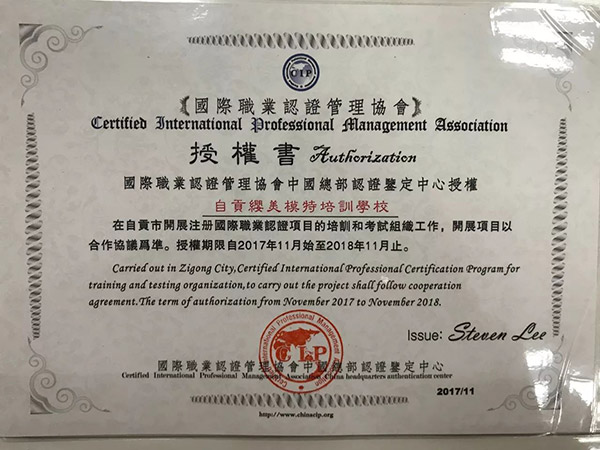 CIP
《國際職業認證管理協會》
Certified International Professional Management Association
授權書 Authorization
國際職業認證管理協會中國總部認證鑒定中心授權
自貢纓美模特培訓學校
在自貢市開展注册國際職業認證項目的培訓和考試組織工作，開展項目以
合作協議爲準。授權期限自2017年11月始至2018年11月止。
Carried out in Zigong City,Certified International Professional Certification Program for
training and testing organization,to carry out the project shall follow cooperation
agreement.The term of authorization from November 2017 to November 2018.
Issue: Steven Lee
CIP
國際職業認證管理協會中國總部認證鑒定中心
Certified International Professional Management Association China headquarters authentication center
2017/11
http://www.chinacip.org